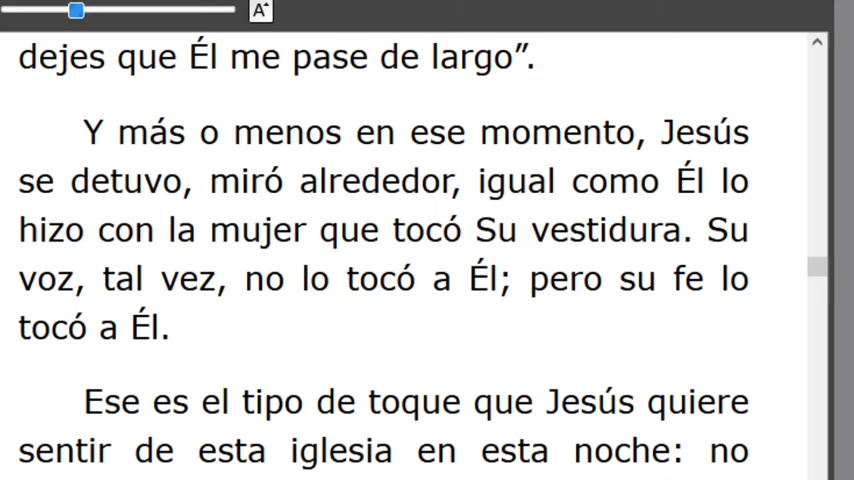 A
dejes que Él me pase de largo”.
Y más o menos en ese momento, Jesús
se detuvo, miró alrededor, igual como Él lo
hizo con la mujer que tocó Su vestidura. Su
voz, tal vez, no lo tocó a Él; pero su fe lo
tocó a Él.
Ese es el tipo de toque que Jesús quiere
sentir de esta iglesia en esta noche: no